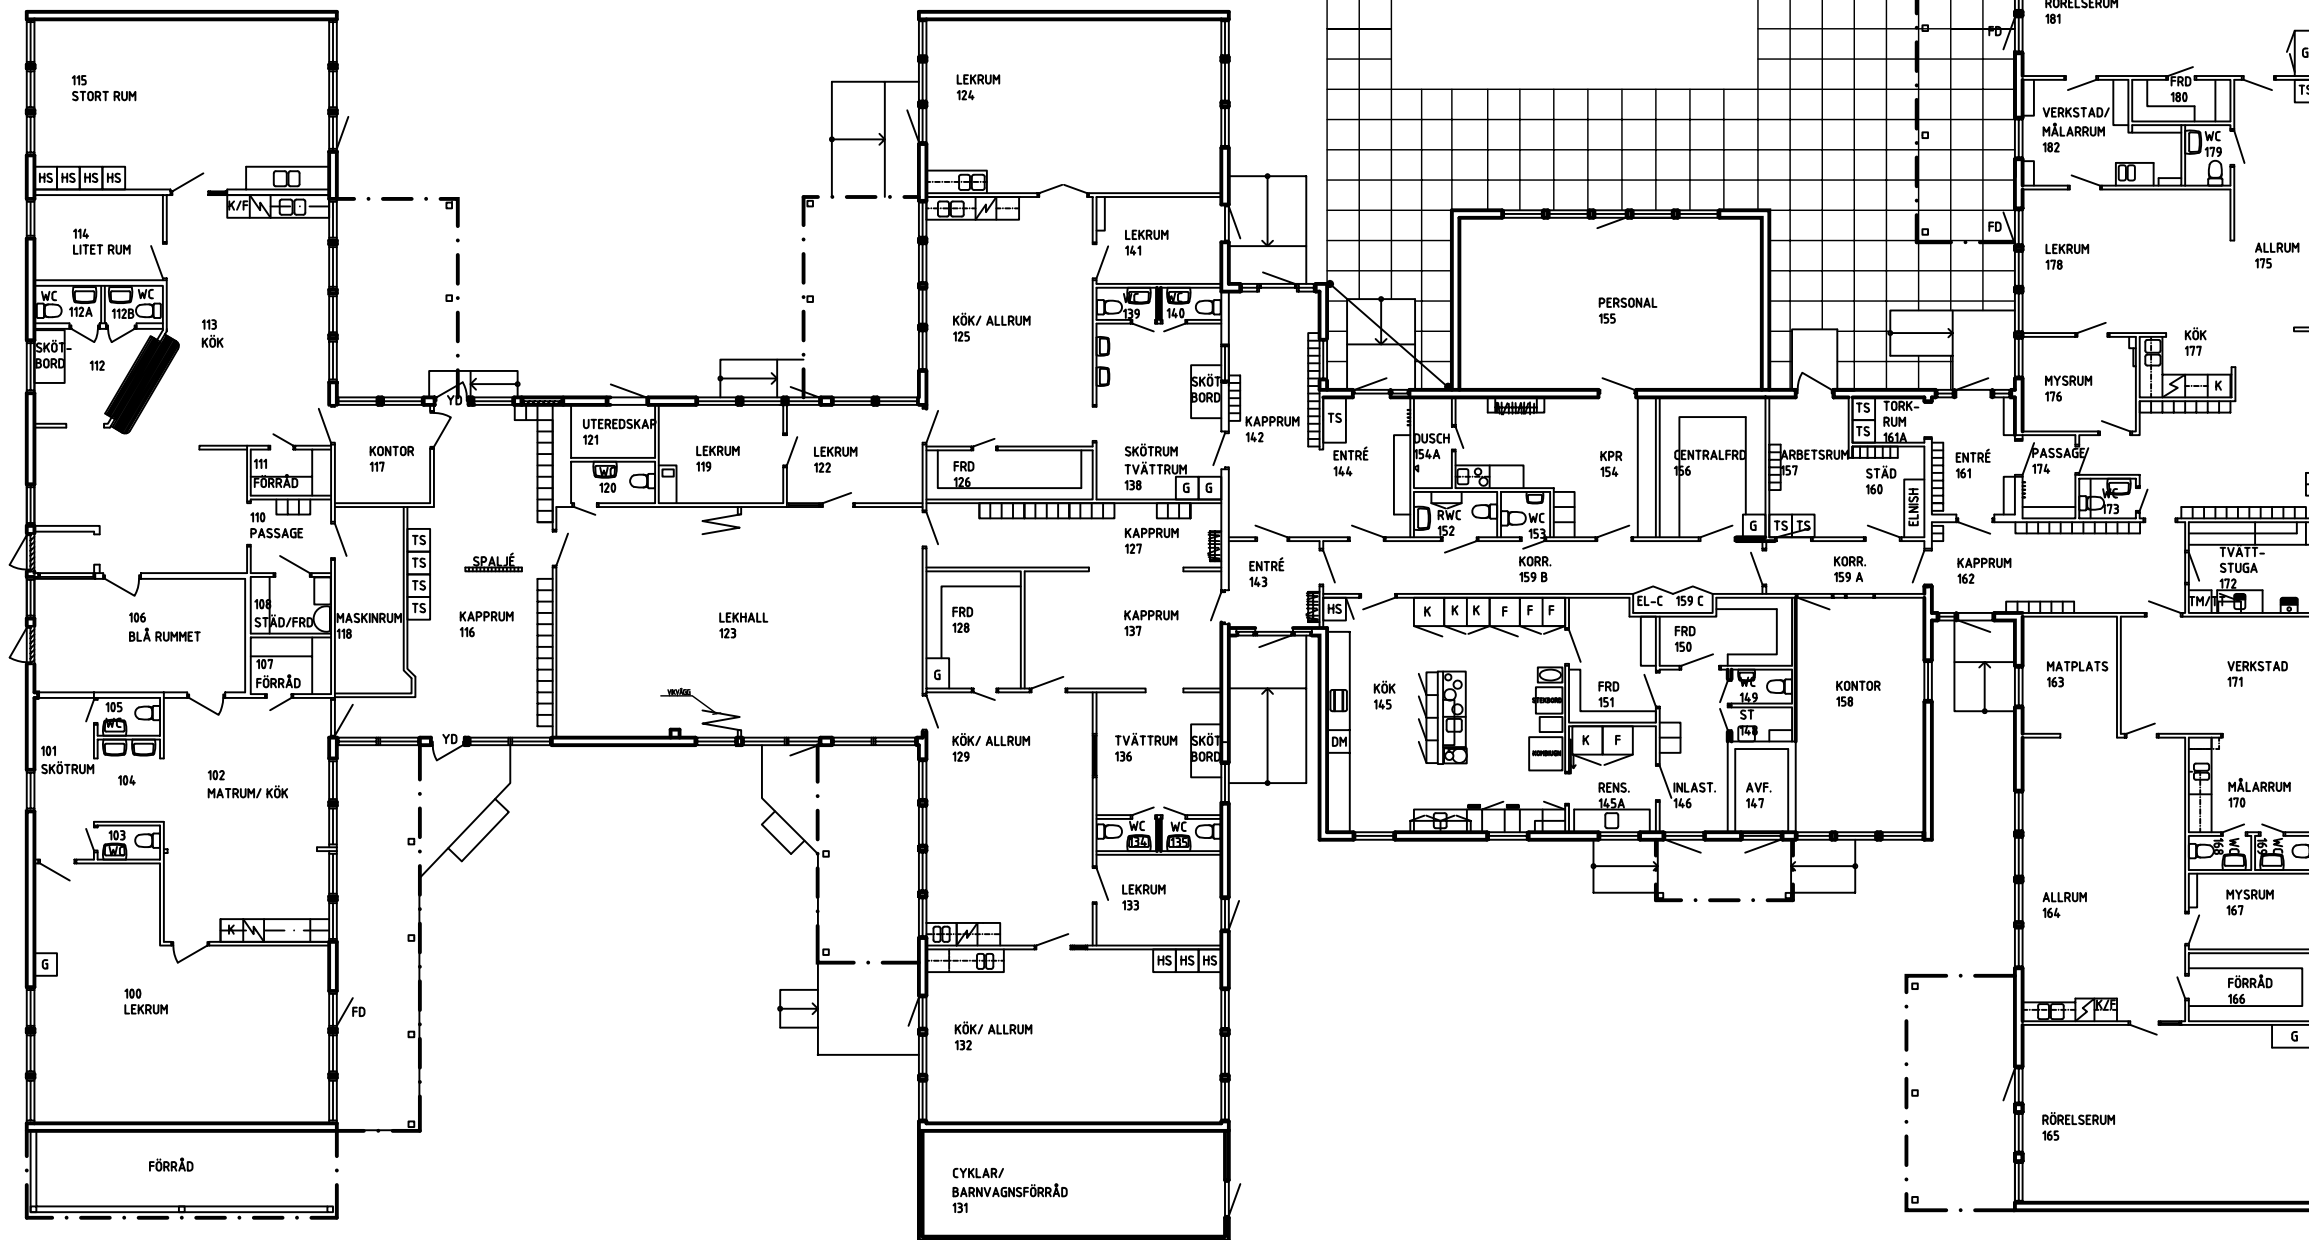 115
STORT RUM
HS HS HS HS
K/F
114
LITET RUM
WC
112A
WC
112B
SKÖT-
BORD
112
113
KÖK
111
FÖRRÅD
110
PASSAGE
106
BLÅ RUMMET
108
STÄD/FRD
107
FÖRRÅD
105
WC
101
SKÖTRUM
104
102
MATRUM/ KÖK
103
WC
K
G
100
LEKRUM
FD
FÖRRÅD
YD
KONTOR
117
MASKINRUM
118
TS
TS
TS
TS
SPALJÉ
KAPPRUM
116
YD
UTEREDSKAP
121
WC
120
LEKRUM
119
LEKRUM
122
LEKHALL
123
VIKVÄGG
LEKRUM
124
LEKRUM
141
KÖK/ ALLRUM
125
WC
139
WC
140
SKÖT
BORD
FRD
126
SKÖTRUM
TVÄTTRUM
138
G G
KAPPRUM
127
FRD
128
G
KAPPRUM
137
KÖK/ ALLRUM
129
TVÄTTRUM
136
SKÖT
BORD
WC
134
WC
135
LEKRUM
133
HS HS HS
KÖK/ ALLRUM
132
CYKLAR/
BARNVAGNSFÖRRÅD
131
KAPPRUM
142
TS
ENTRÉ
144
ENTRÉ
143
HS
PERSONAL
155
DUSCH
154A
KPR
154
RWC
152
WC
153
CENTRALFRD
156
G
ARBETSRUM
157
TS TS
TS
TS
TORK-
RUM
161A
STÄD
160
ELNISH
ENTRÉ
161
KORR.
159 B
KORR.
159 A
EL-C 159 C
KAPPRUM
162
K K K F F F
KÖK
145
DM
STEKBORD
KOMBIUGN
FRD
150
FRD
151
K F
WC
149
ST
148
KONTOR
158
RENS.
145A
INLAST.
146
AVF.
147
RÖRELSERUM
181
FD
G
TS
FRD
180
VERKSTAD/
MÅLARRUM
182
WC
179
FD
LEKRUM
178
ALLRUM
175
KÖK
177
K
MYSRUM
176
PASSAGE
174
WC
173
TVÄTT-
STUGA
172
TM/TT
MATPLATS
163
VERKSTAD
171
MÅLARRUM
170
168
WC
169
WC
MYSRUM
167
ALLRUM
164
FÖRRÅD
166
K/F
G
RÖRELSERUM
165